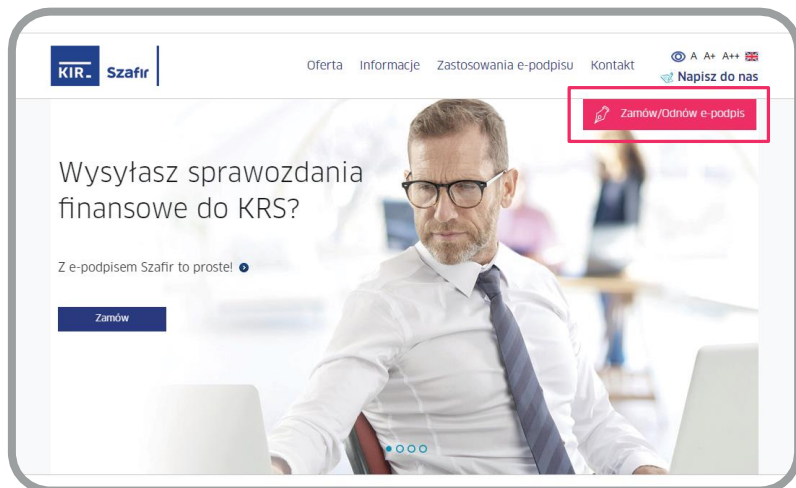 KIR Szafir
Oferta Informacje Zastosowania e-podpisu Kontakt
A A+ A++
Napisz do nas
Zamów/Odnów e-podpis
Wysyłasz sprawozdania
finansowe do KRS?
Z e-podpisem Szafir to proste!
Zamów